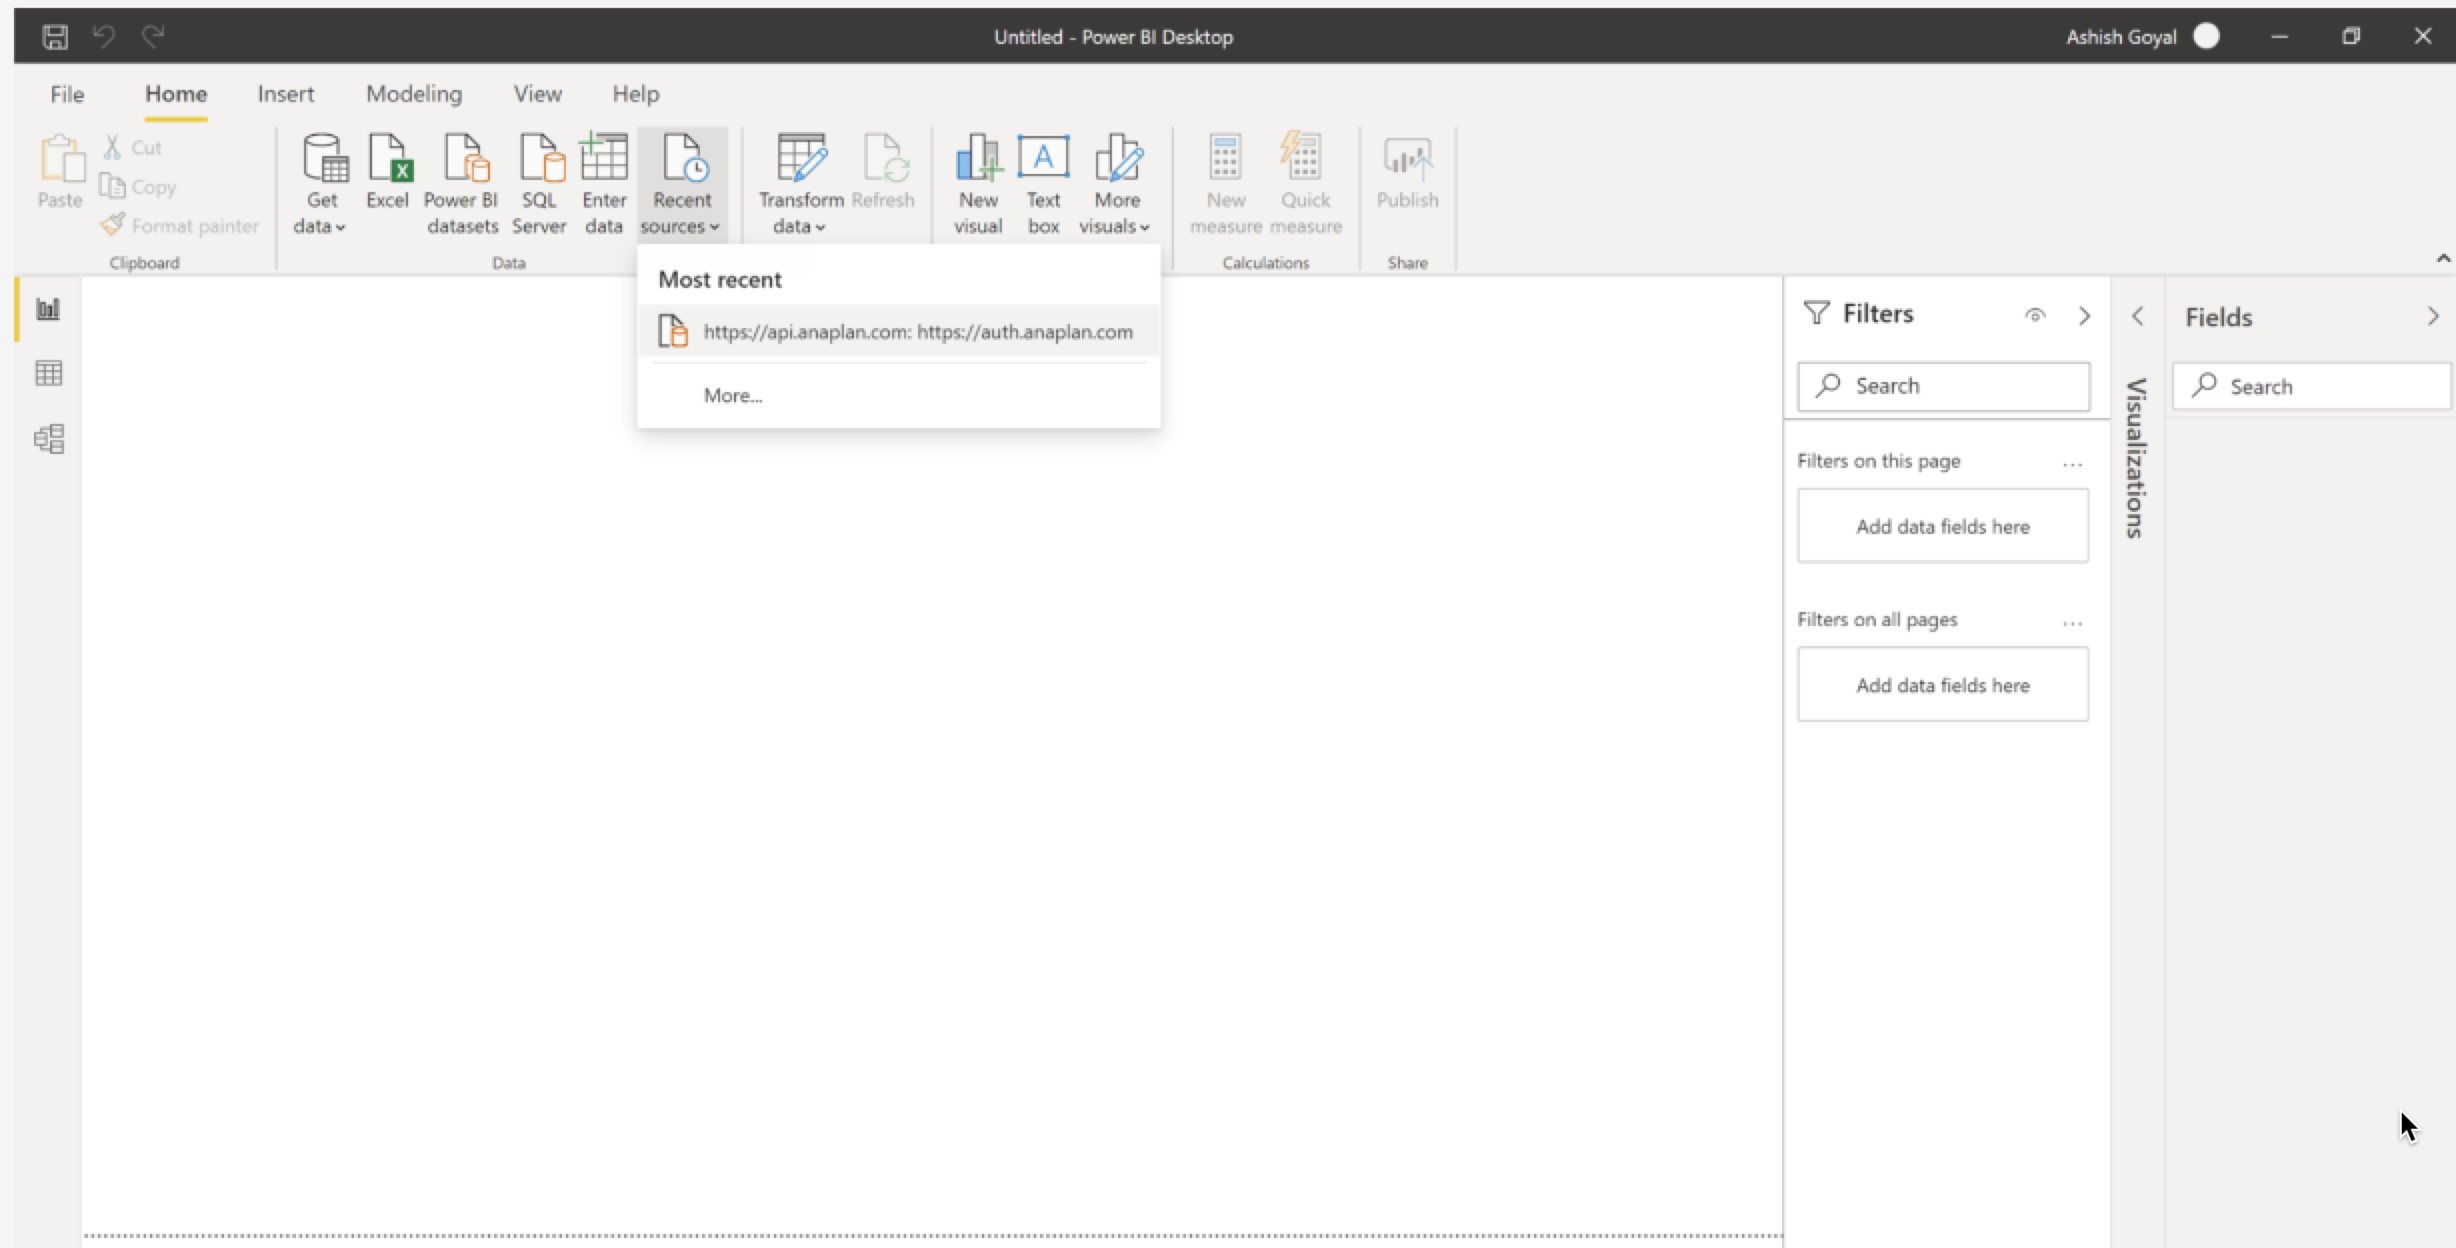 Untitled - Power BI Desktop
Ashish Goyal
File Home Insert Modeling View Help
Paste
Cut
Copy
Format painter
Clipboard
Get data
Excel
Power BI datasets
SQL Server
Enter data
Recent sources
Data
Transform data
Refresh
New visual
Text box
More visuals
New measure
Quick measure
Calculations
Publish
Share
Most recent
https://api.anaplan.com: https://auth.anaplan.com
More...
Filters
Search
Filters on this page
...
Add data fields here
Filters on all pages
...
Add data fields here
Visualizations
Fields
Search